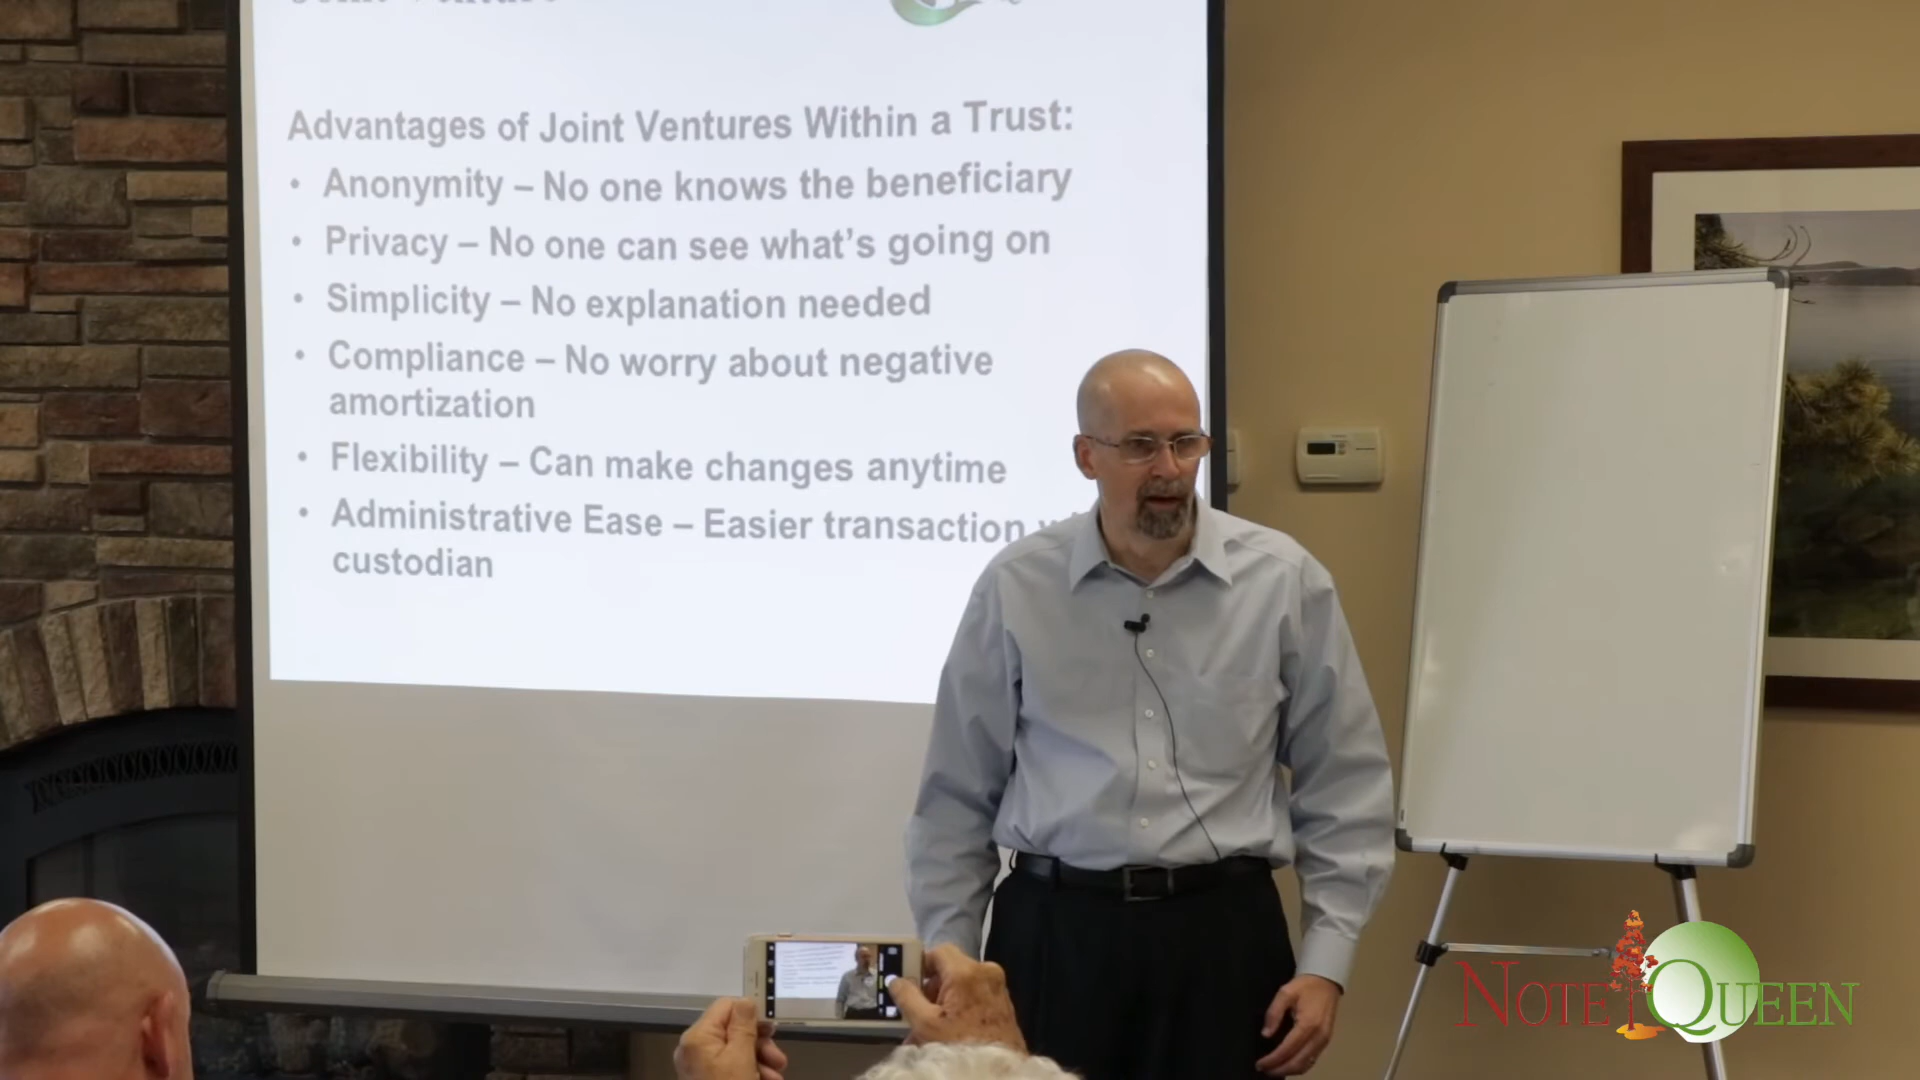 Advantages of Joint Ventures Within a Trust:
• Anonymity – No one knows the beneficiary
• Privacy – No one can see what's going on
• Simplicity – No explanation needed
• Compliance – No worry about negative
amortization
• Flexibility – Can make changes anytime
• Administrative Ease – Easier transaction
custodian
NOTE QUEEN